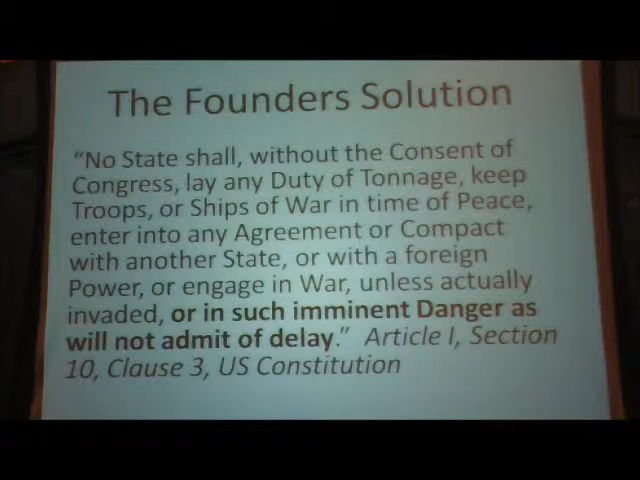 The Founders Solution
“No State shall, without the Consent of
Congress, lay any Duty of Tonnage, keep
Troops, or Ships of War in time of Peace,
enter into any Agreement or Compact
with another State, or with a foreign
Power, or engage in War, unless actually
invaded, or in such imminent Danger as
will not admit of delay.” Article I, Section
10, Clause 3, US Constitution